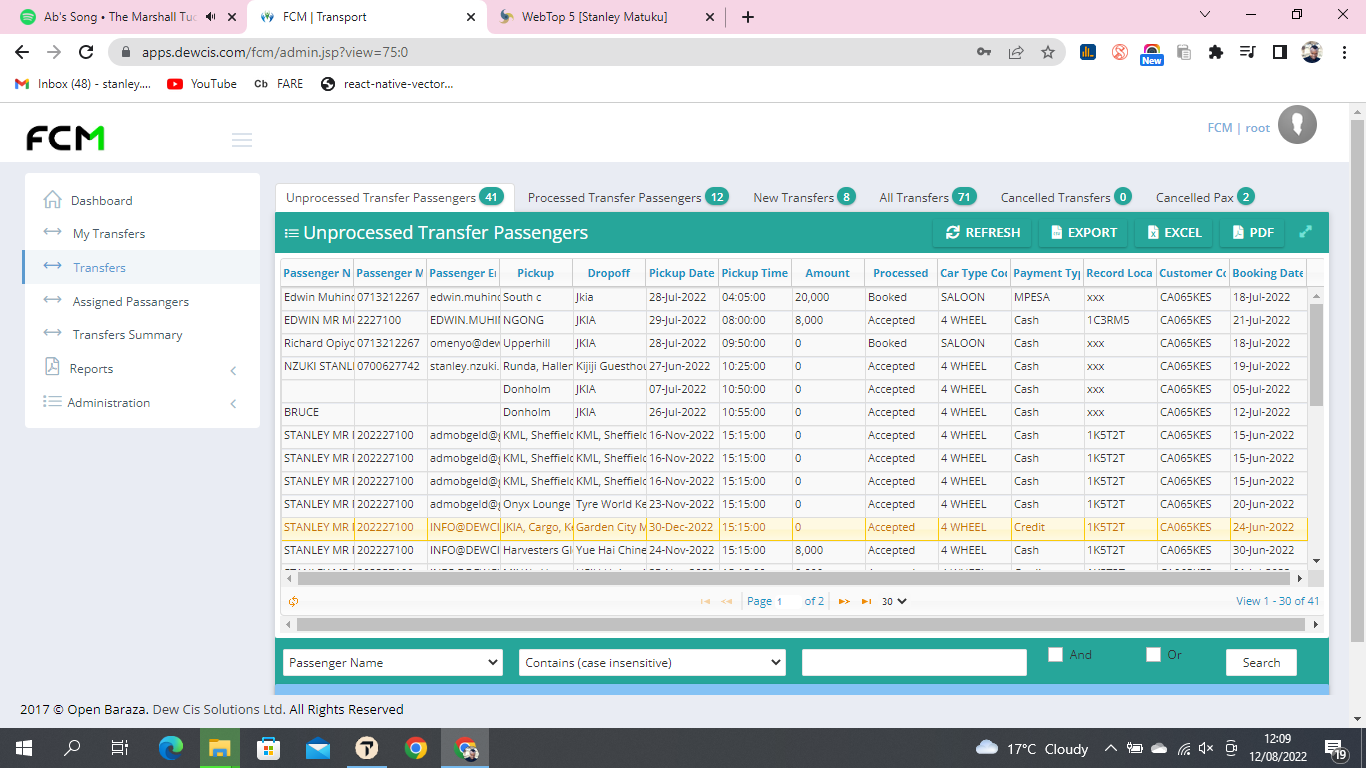 Ab's Song • The Marshall Tuc
FCM | Transport
WebTop 5 [Stanley Matuku]
apps.dewcis.com/fcm/admin.jsp?view=75:0
New
Inbox (48) - stanley....
YouTube
Cb FARE
react-native-vector...
FCM
FCM | root
Dashboard
My Transfers
Transfers
Assigned Passangers
Transfers Summary
Reports
Administration
Unprocessed Transfer Passengers 41
Processed Transfer Passengers 12
New Transfers 8
All Transfers 71
Cancelled Transfers 0
Cancelled Pax 2
Unprocessed Transfer Passengers
REFRESH EXPORT EXCEL PDF
Passenger N Passenger M Passenger Er Pickup Dropoff Pickup Date Pickup Time Amount Processed Car Type Coc Payment Typ Record Loca Customer Cc Booking Date
Edwin Muhinc 0713212267 edwin.muhinc South c Jkia 28-Jul-2022 04:05:00 20,000 Booked SALOON MPESA xxx CA065KES 18-Jul-2022
EDWIN MR MU 2227100 EDWIN.MUHIN NGONG JKIA 29-Jul-2022 08:00:00 8,000 Accepted 4 WHEEL Cash 1C3RM5 CA065KES 21-Jul-2022
Richard Opiyo 0713212267 omenyo@dew Upperhill JKIA 28-Jul-2022 09:50:00 0 Booked SALOON Cash xxx CA065KES 18-Jul-2022
NZUKI STANL 0700627742 stanley.nzuki. Runda, Haller Kijiji Guesthou 27-Jun-2022 10:25:00 0 Accepted 4 WHEEL Cash xxx CA065KES 19-Jul-2022
Donholm JKIA 07-Jul-2022 10:50:00 0 Accepted 4 WHEEL Cash xxx CA065KES 05-Jul-2022
BRUCE Donholm JKIA 26-Jul-2022 10:55:00 0 Accepted 4 WHEEL Cash xxx CA065KES 12-Jul-2022
STANLEY MR 202227100 admobgeld@g KML, Sheffield KML, Sheffield 16-Nov-2022 15:15:00 0 Accepted 4 WHEEL Cash 1K5T2T CA065KES 15-Jun-2022
STANLEY MR 202227100 admobgeld@g KML, Sheffield KML, Sheffield 16-Nov-2022 15:15:00 0 Accepted 4 WHEEL Cash 1K5T2T CA065KES 15-Jun-2022
STANLEY MR 202227100 admobgeld@g KML, Sheffield KML, Sheffield 16-Nov-2022 15:15:00 0 Accepted 4 WHEEL Cash 1K5T2T CA065KES 15-Jun-2022
STANLEY MR 202227100 admobgeld@g Onyx Lounge Tyre World Ke 23-Nov-2022 15:15:00 0 Accepted 4 WHEEL Cash 1K5T2T CA065KES 20-Jun-2022
STANLEY MR 202227100 INFO@DEWCI JKIA, Cargo, Ke Garden City M 30-Dec-2022 15:15:00 0 Accepted 4 WHEEL Credit 1K5T2T CA065KES 24-Jun-2022
STANLEY MR 202227100 INFO@DEWCI Harvesters Gl Yue Hai Chine 24-Nov-2022 15:15:00 8,000 Accepted 4 WHEEL Cash 1K5T2T CA065KES 30-Jun-2022
Page 1 of 2 30 View 1 - 30 of 41
Passenger Name Contains (case insensitive) And Or Search
2017 © Open Baraza. Dew Cis Solutions Ltd. All Rights Reserved
17°C Cloudy
12:09
12/08/2022
19